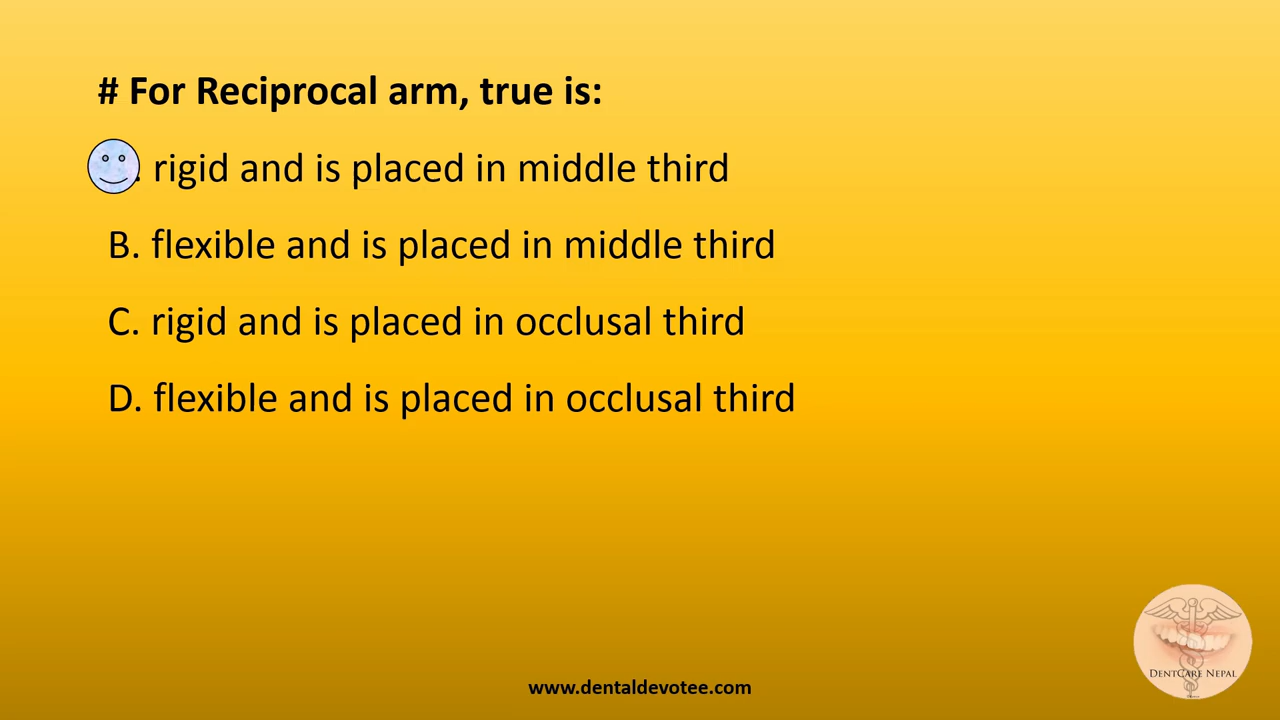 # For Reciprocal arm, true is:
. rigid and is placed in middle third
B. flexible and is placed in middle third
C. rigid and is placed in occlusal third
D. flexible and is placed in occlusal third
DENTCARE NEPAL
www.dentaldevotee.com